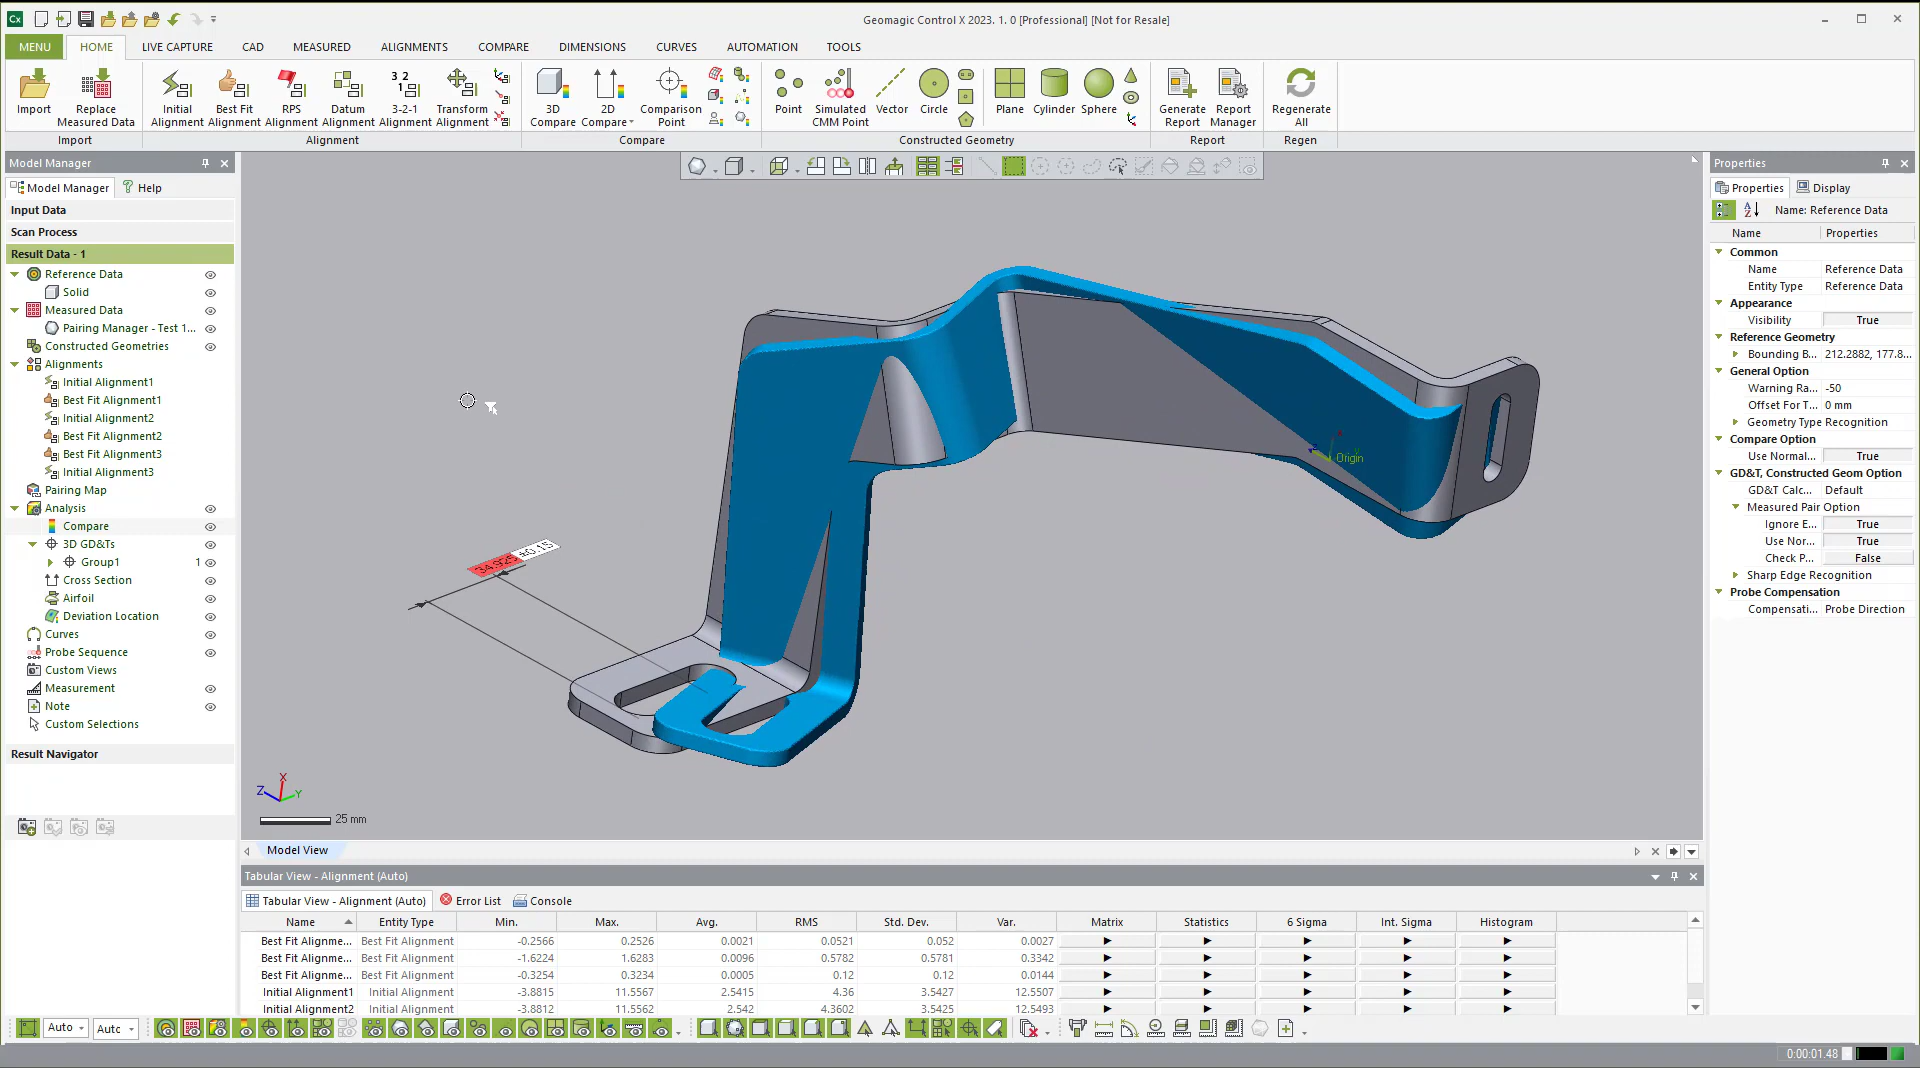 Cx
Geomagic Control X 2023. 1. 0 [Professional] [Not for Resale]
MENU HOME LIVE CAPTURE CAD MEASURED ALIGNMENTS COMPARE DIMENSIONS CURVES AUTOMATION TOOLS
Import
Replace Measured Data
Initial Alignment
Best Fit Alignment
RPS Alignment
Datum Alignment
3-2-1 Alignment
Transform Alignment
3D Compare
2D Compare
Comparison Point
Point
Simulated CMM Point
Vector
Circle
Plane
Cylinder
Sphere
Generate Report
Report Manager
Regenerate All
Import Alignment Compare Constructed Geometry Report Regen
Model Manager
Model Manager Help
Input Data
Scan Process
Result Data - 1
Reference Data
Solid
Measured Data
Pairing Manager - Test 1...
Constructed Geometries
Alignments
Initial Alignment1
Best Fit Alignment1
Initial Alignment2
Best Fit Alignment2
Best Fit Alignment3
Initial Alignment3
Pairing Map
Analysis
Compare
3D GD&Ts
Group1 1
Cross Section
Airfoil
Deviation Location
Curves
Probe Sequence
Custom Views
Measurement
Note
Custom Selections
Result Navigator
34.925 ±0.15
Origin
X
Z Y
25 mm
Model View
Properties
Properties Display
Name: Reference Data
Name Properties
Common
Name Reference Data
Entity Type Reference Data
Appearance
Visibility True
Reference Geometry
Bounding B... 212.2882, 177.8...
General Option
Warning Ra... -50
Offset For T... 0 mm
Geometry Type Recognition
Compare Option
Use Normal... True
GD&T, Constructed Geom Option
GD&T Calc... Default
Measured Pair Option
Ignore E... True
Use Nor... True
Check P... False
Sharp Edge Recognition
Probe Compensation
Compensati... Probe Direction
Tabular View - Alignment (Auto)
Tabular View - Alignment (Auto) Error List Console
Name Entity Type Min. Max. Avg. RMS Std. Dev. Var. Matrix Statistics 6 Sigma Int. Sigma Histogram
Best Fit Alignme... Best Fit Alignment -0.2566 0.2526 0.0021 0.0521 0.052 0.0027
Best Fit Alignme... Best Fit Alignment -1.6224 1.6283 0.0096 0.5782 0.5781 0.3342
Best Fit Alignme... Best Fit Alignment -0.3254 0.3234 0.0005 0.12 0.12 0.0144
Initial Alignment1 Initial Alignment -3.8815 11.5567 2.5415 4.36 3.5427 12.5507
Initial Alignment2 Initial Alignment -3.8812 11.5562 2.542 4.3602 3.5425 12.5493
Auto Autc
0:00:01.48